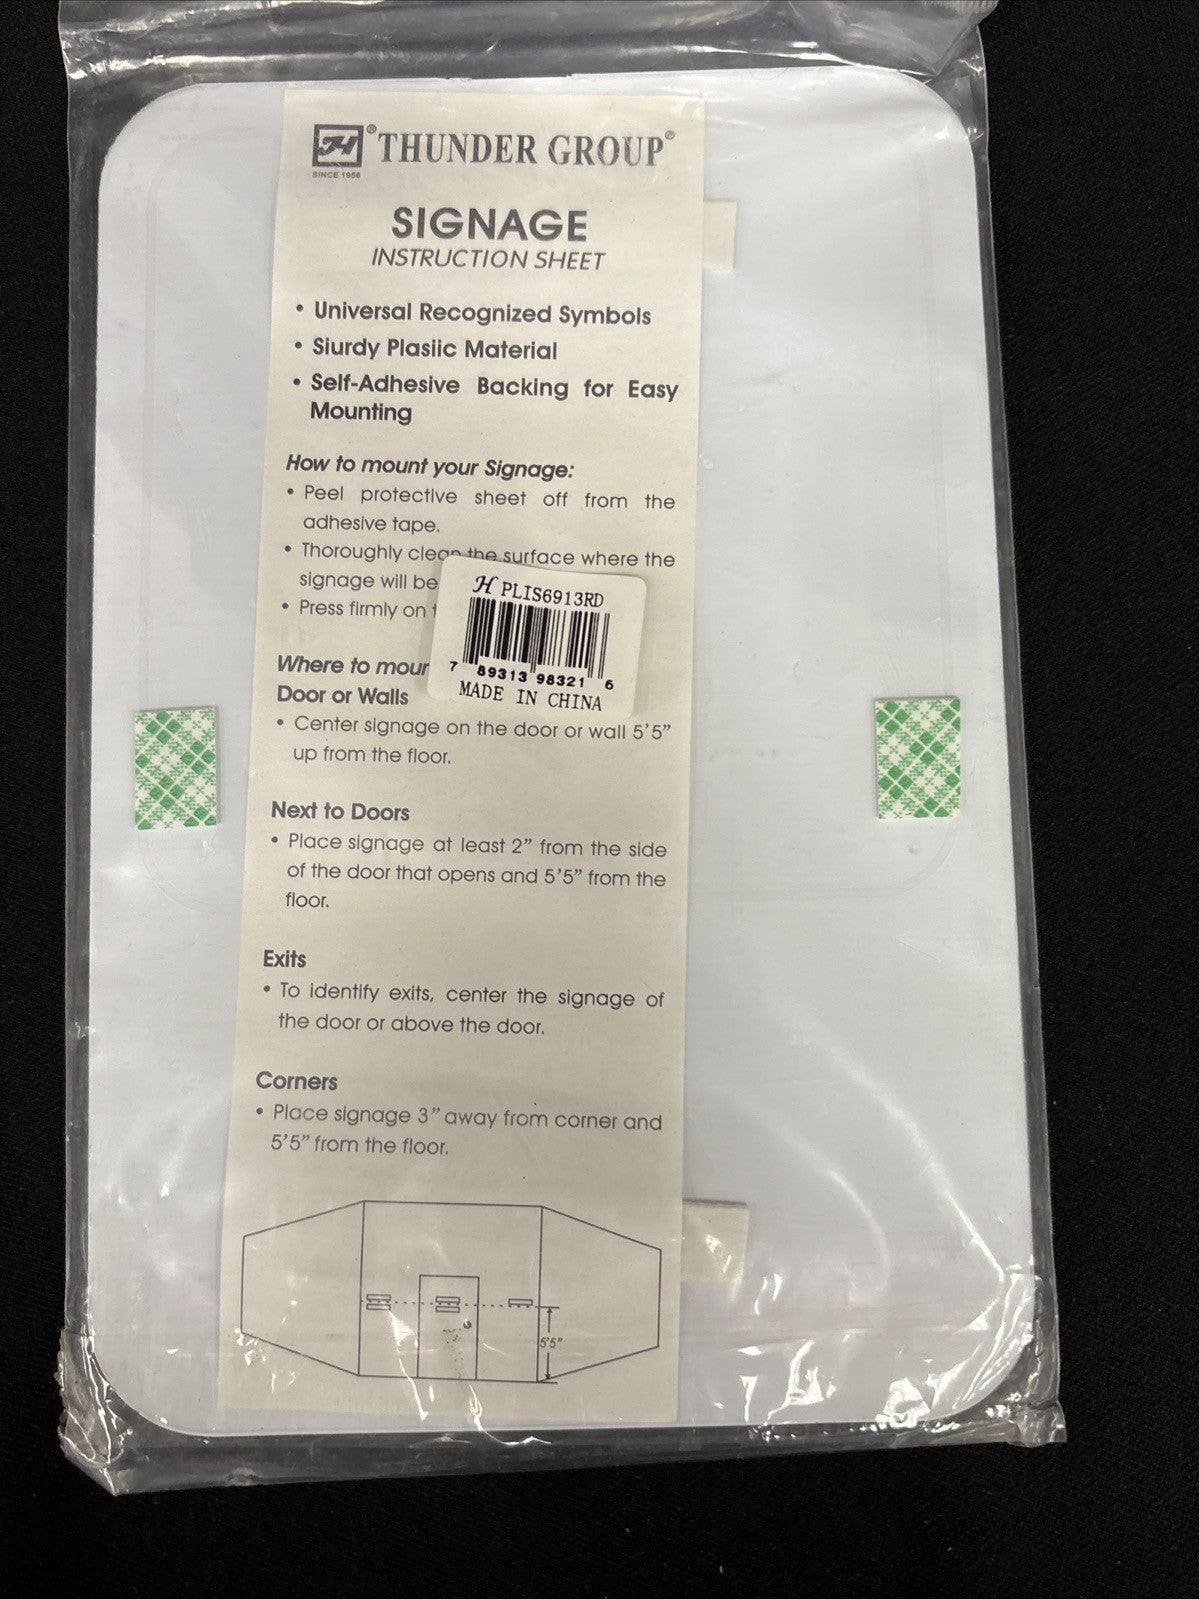 ® THUNDER GROUP®
SINCE 1956
SIGNAGE
INSTRUCTION SHEET
• Universal Recognized Symbols
• Siurdy Plasiic Material
• Self-Adhesive Backing for Easy
Mounting
How to mount your Signage:
• Peel protective sheet off from the
adhesive tape.
• Thoroughly clean the surface where the
signage will be
• Press firmly on
H PLIS6913RD
7 89313 98321 6
MADE IN CHINA
Where to
Door or Walls
• Center signage on the door or wall 5'5"
up from the floor.
Next to Doors
• Place signage at least 2" from the side
of the door that opens and 5'5" from the
floor.
Exits
• To identify exits, center the signage of
the door or above the door.
Corners
• Place signage 3" away from corner and
5'5" from the floor.
5'5"